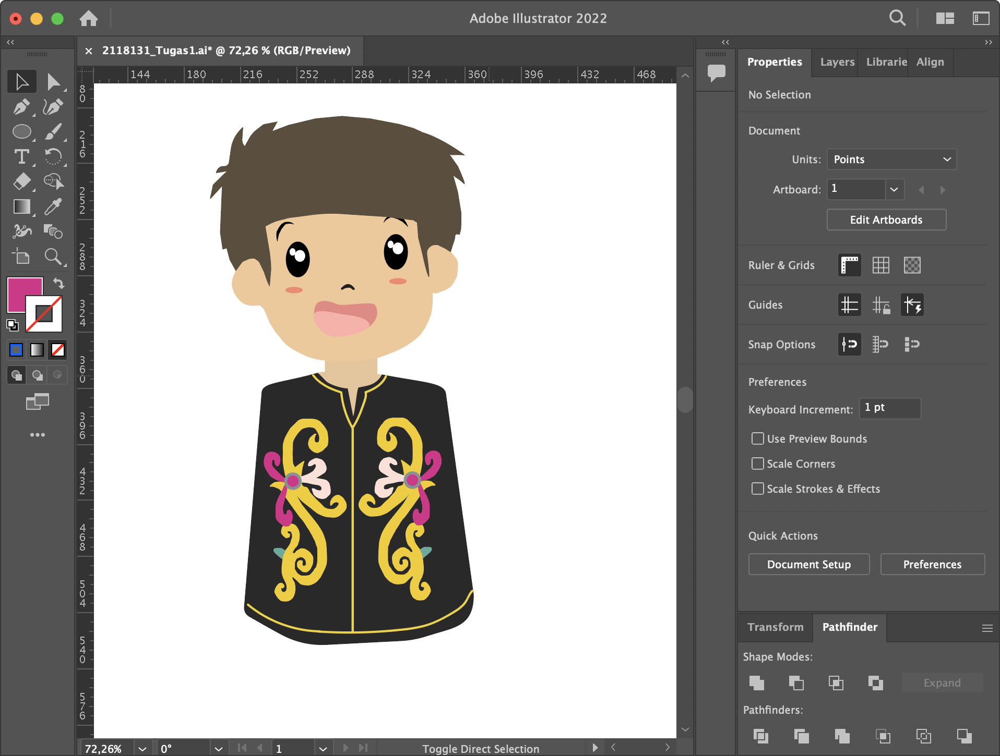 Adobe Illustrator 2022
2118131_Tugas1.ai* @ 72,26 % (RGB/Preview)
144 180 216 252 288 324 360 396 432 468
80
216
252
288
324
360
396
432
468
504
540
576
Properties Layers Librarie Align
No Selection
Document
Units: Points
Artboard: 1
Edit Artboards
Ruler & Grids
Guides
Snap Options
Preferences
Keyboard Increment: 1 pt
Use Preview Bounds
Scale Corners
Scale Strokes & Effects
Quick Actions
Document Setup Preferences
Transform Pathfinder
Shape Modes:
Expand
Pathfinders:
72,26% 0° 1 Toggle Direct Selection